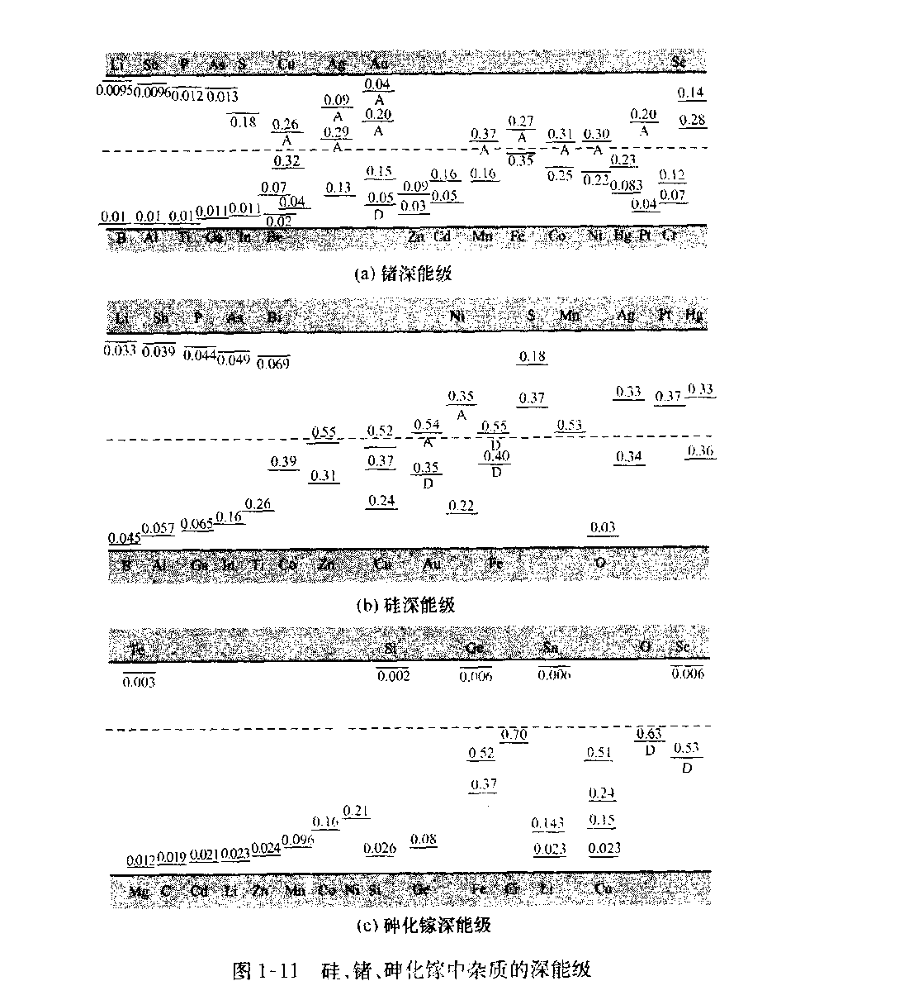 Li Sb P As S Cu Ag Au Se
0.0095 0.0096 0.012 0.013 0.04 0.14
0.09 A
A 0.20 0.20
0.18 0.26 0.29 A 0.37 0.27 0.31 0.30 A 0.28
A A A A A A
0.32 0.35 0.23
0.07 0.13 0.15 0.09 0.16 0.16 0.25 0.22 0.083 0.12
0.04 0.05 0.03 0.05 0.04 0.07
0.01 0.01 0.01 0.011 0.011 0.02 D
B Al Ti Ga In Be Zn Cd Mn Fe Co Ni Hg Pt Cr
(a) 锗深能级
Li Sb P As Bi Ni S Mn Ag Pt Hg
0.033 0.039 0.044 0.049 0.069 0.18
0.35 0.37 0.33 0.37 0.33
A
0.55 0.52 0.54 0.55 0.53
A D
0.39 0.31 0.37 0.35 0.40 0.34 0.36
D D
0.26 0.24 0.22
0.045 0.057 0.065 0.16 0.03
B Al Ga In Ti Co Zn Cu Au Fe O
(b) 硅深能级
Te Si Ge Sn O Se
0.003 0.002 0.006 0.006 0.006
0.70 0.63
0.52 0.51 D 0.53
D
0.37 0.24
0.16 0.21 0.143 0.15
0.012 0.019 0.021 0.023 0.024 0.096 0.026 0.08 0.023 0.023
Mg C Cd Li Zn Mn Co Ni Si Ge Fe Cr Li Cu
(c) 砷化镓深能级
图 1-11 硅、锗、砷化镓中杂质的深能级